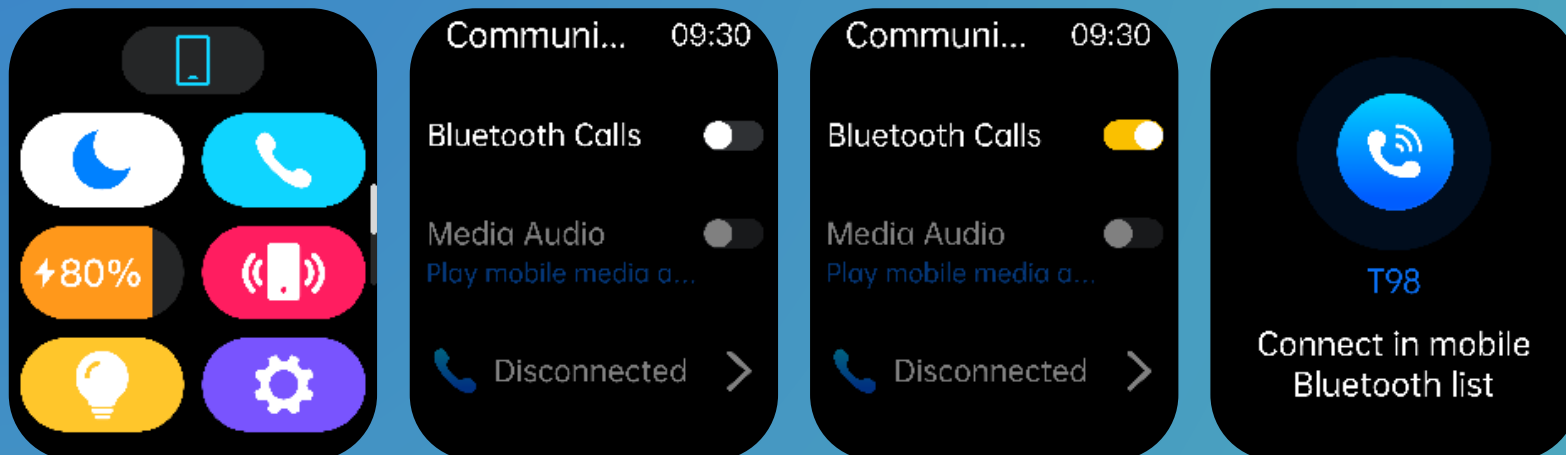 80%
Communi... 09:30
Bluetooth Calls
Media Audio
Play mobile media a...
Disconnected
Communi... 09:30
Bluetooth Calls
Media Audio
Play mobile media a...
Disconnected
T98
Connect in mobile
Bluetooth list